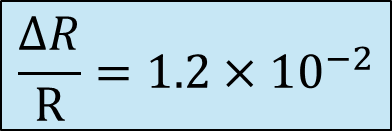 ΔR/R = 1.2 × 10⁻²